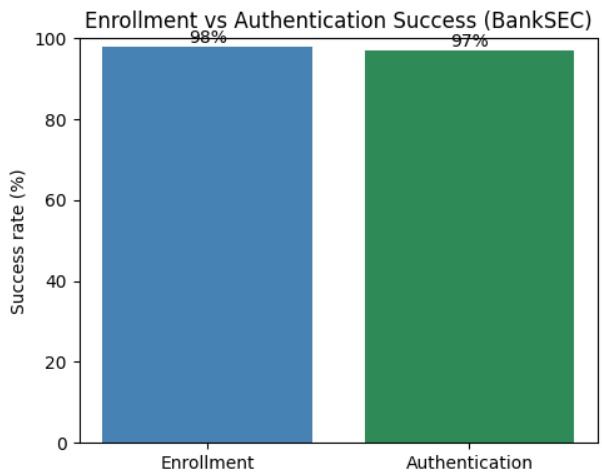 Enrollment vs Authentication Success (BankSEC)
98%
97%
100
80
60
40
20
0
Success rate (%)
Enrollment
Authentication